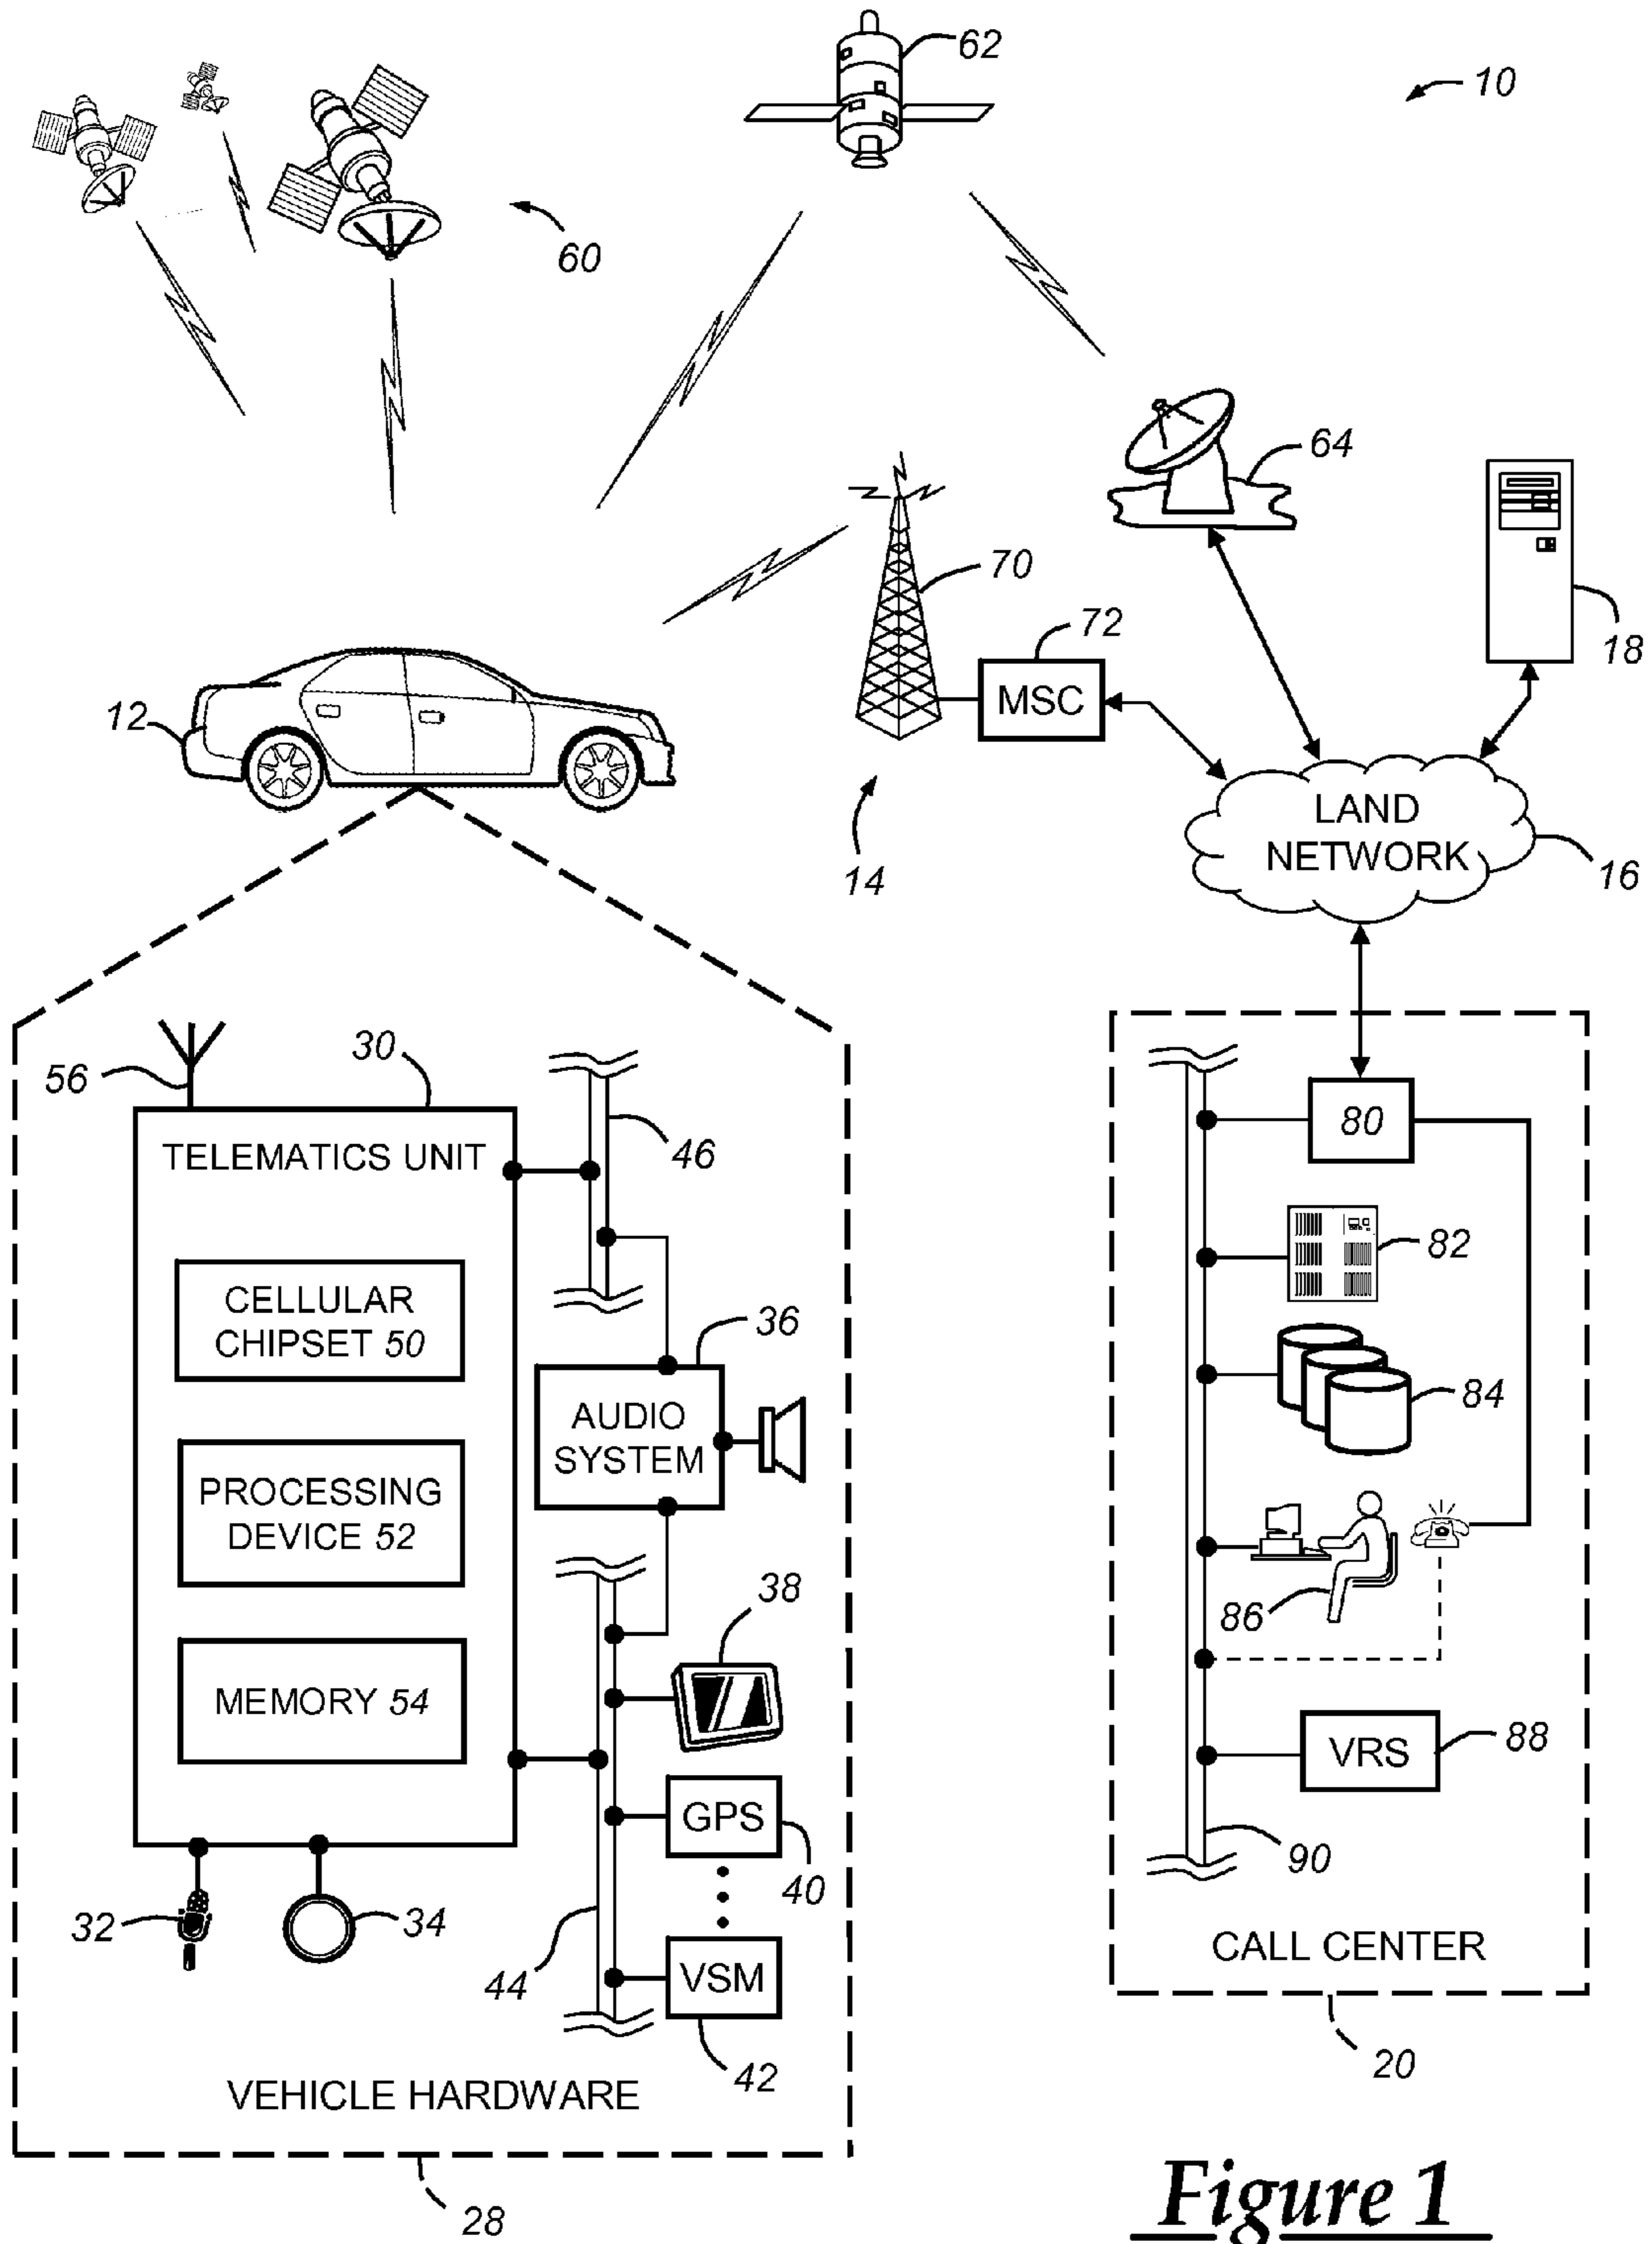 62
10
60
64
70
18
72
MSC
12
LAND
NETWORK
14
16
30
56
80
46
TELEMATICS UNIT
82
CELLULAR
CHIPSET 50
36
84
AUDIO
SYSTEM
PROCESSING
DEVICE 52
38
86
MEMORY 54
88
VRS
GPS
90
40
32
34
CALL CENTER
44
VSM
20
42
VEHICLE HARDWARE
28
Figure 1